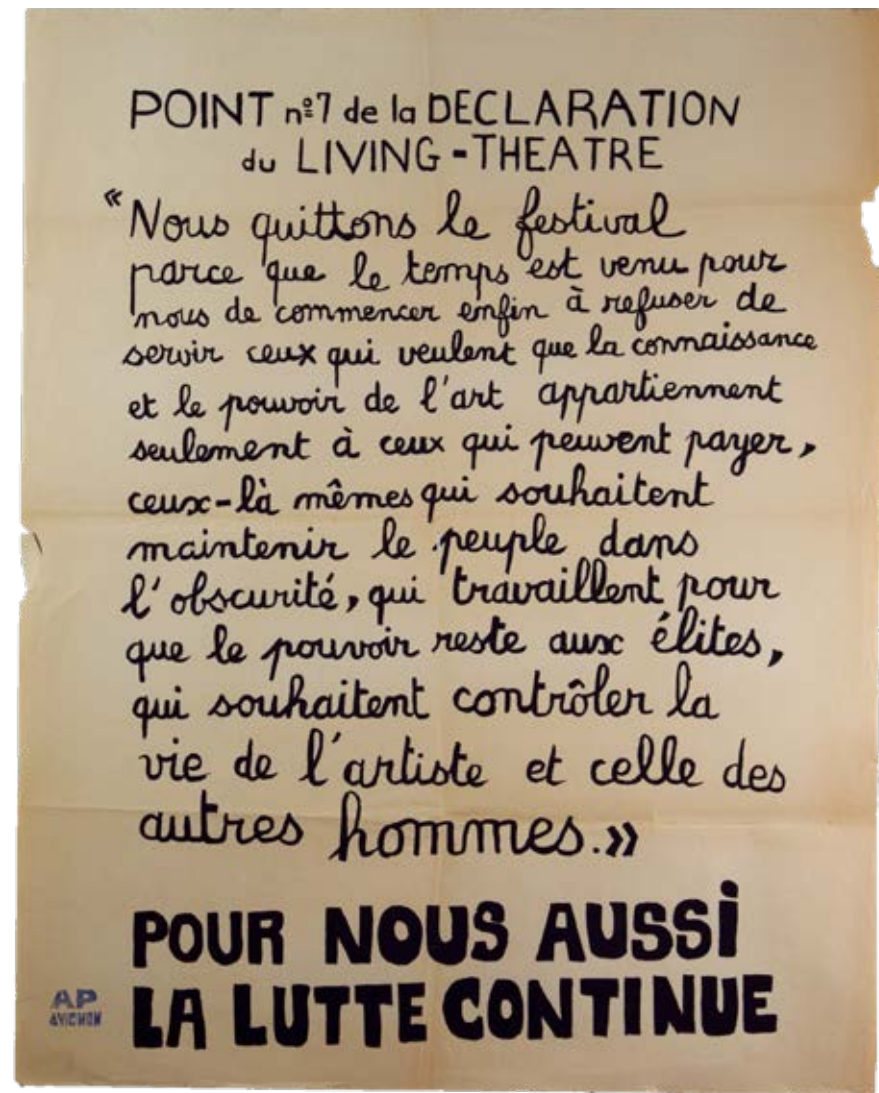 POINT nº7 de la DECLARATION
du LIVING-THEATRE
"Nous quittons le festival
parce que le temps est venu pour
nous de commencer enfin à refuser de
servir ceux qui veulent que la connaissance
et le pouvoir de l'art appartiennent
seulement à ceux qui peuvent payer,
ceux-là mêmes qui souhaitent
maintenir le peuple dans
l'obscurité, qui travaillent pour
que le pouvoir reste aux élites,
qui souhaitent contrôler la
vie de l'artiste et celle des
autres hommes.»
POUR NOUS AUSSi
LA LUTTE CONTINUE
AP
AVIGNON